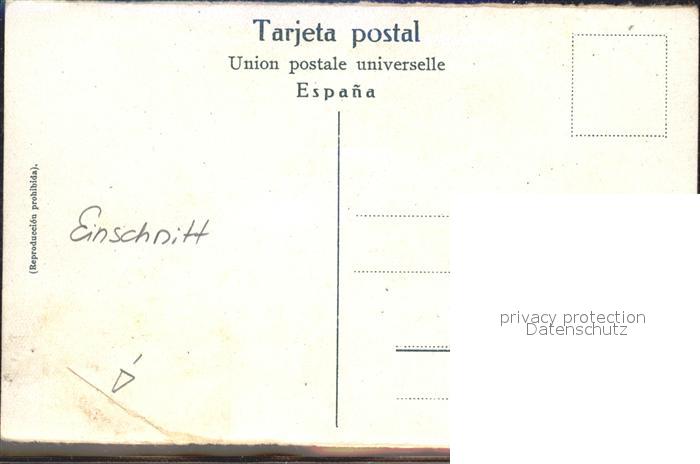 Tarjeta postal
Union postale universelle
España
(Reproducción prohibida).
Einschnitt
privacy protection
Datenschutz